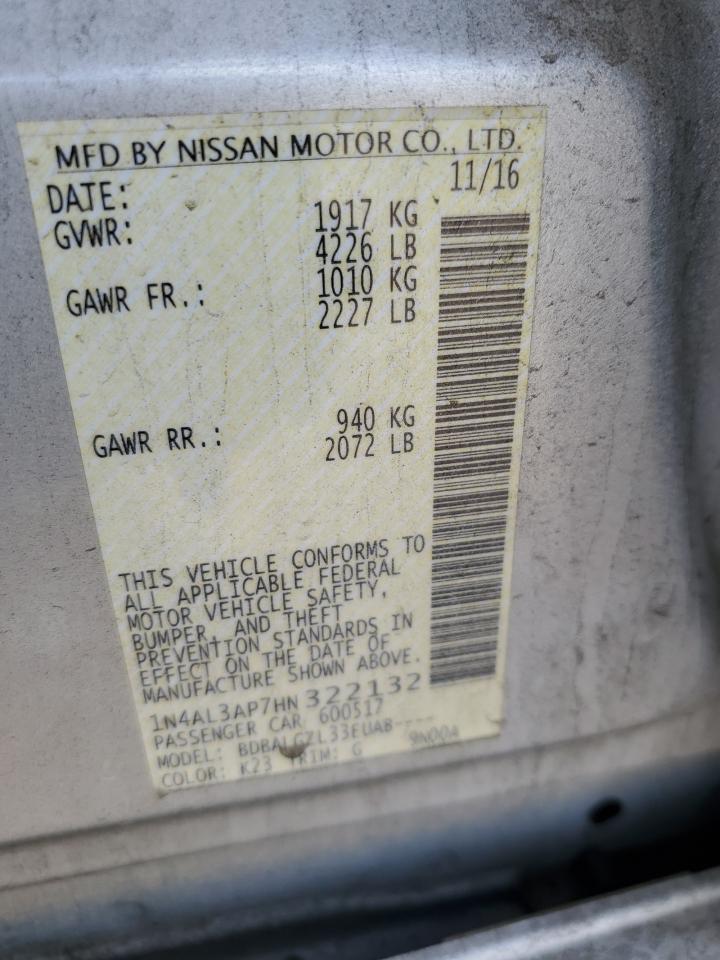 MFD BY NISSAN MOTOR CO., LTD.
DATE: 11/16
GVWR: 1917 KG
4226 LB
GAWR FR.: 1010 KG
2227 LB
GAWR RR.: 940 KG
2072 LB
THIS VEHICLE CONFORMS TO
ALL APPLICABLE FEDERAL
MOTOR VEHICLE SAFETY,
BUMPER, AND THEFT
PREVENTION STANDARDS IN
EFFECT ON THE DATE OF
MANUFACTURE SHOWN ABOVE.
1N4AL3AP7HN 322132
PASSENGER CAR 600517
MODEL: 9N00A
COLOR: K23 TRIM: G